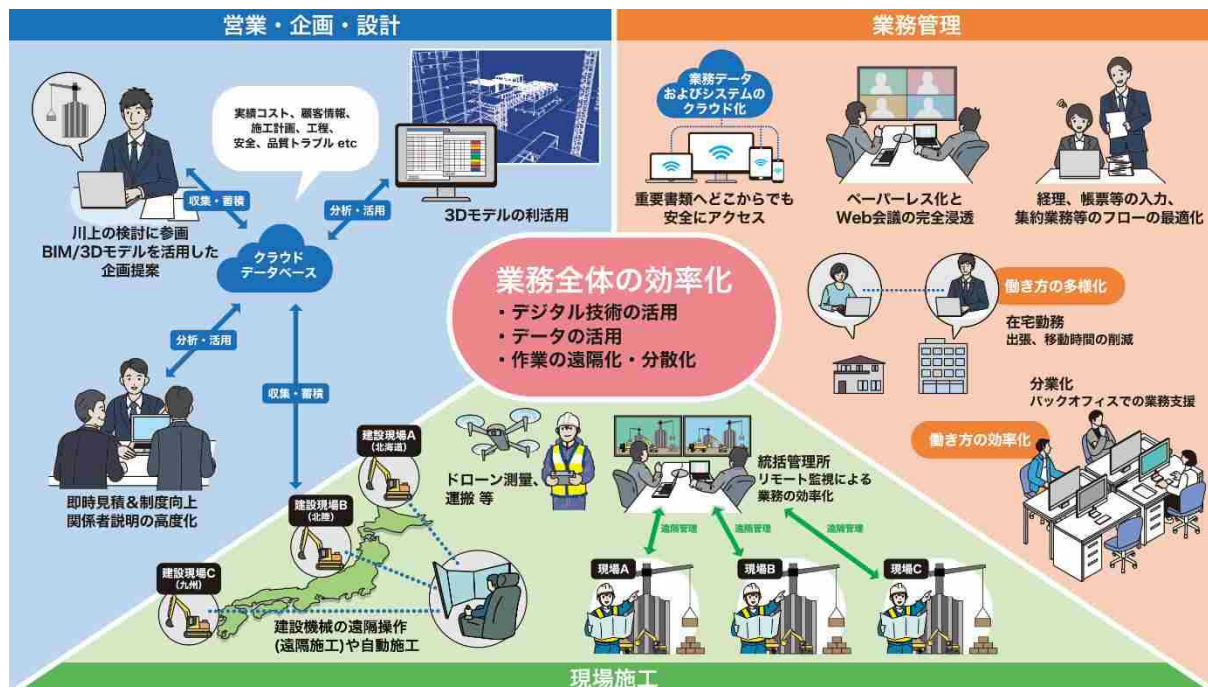 営業・企画・設計
実績コスト、顧客情報、
施工計画、工程、
安全、品質トラブル etc
収集・蓄積
分析・活用
3Dモデルの利活用
川上の検討に参画
BIM/3Dモデルを活用した
企画提案
クラウド
データベース
分析・活用
収集・蓄積
即時見積&制度向上
関係者説明の高度化
業務管理
業務データ
およびシステムの
クラウド化
重要書類へどこからでも
安全にアクセス
ペーパーレス化と
Web会議の完全浸透
経理、帳票等の入力、
集約業務等のフローの最適化
働き方の多様化
在宅勤務
出張、移動時間の削減
分業化
バックオフィスでの業務支援
働き方の効率化
業務全体の効率化
・デジタル技術の活用
・データの活用
・作業の遠隔化・分散化
建設現場A
(北海道)
建設現場B
(北陸)
建設現場C
(九州)
建設機械の遠隔操作
(遠隔施工)や自動施工
ドローン測量、
運搬 等
統括管理所
リモート監視による
業務の効率化
遠隔管理
遠隔管理
遠隔管理
現場A
現場B
現場C
現場施工